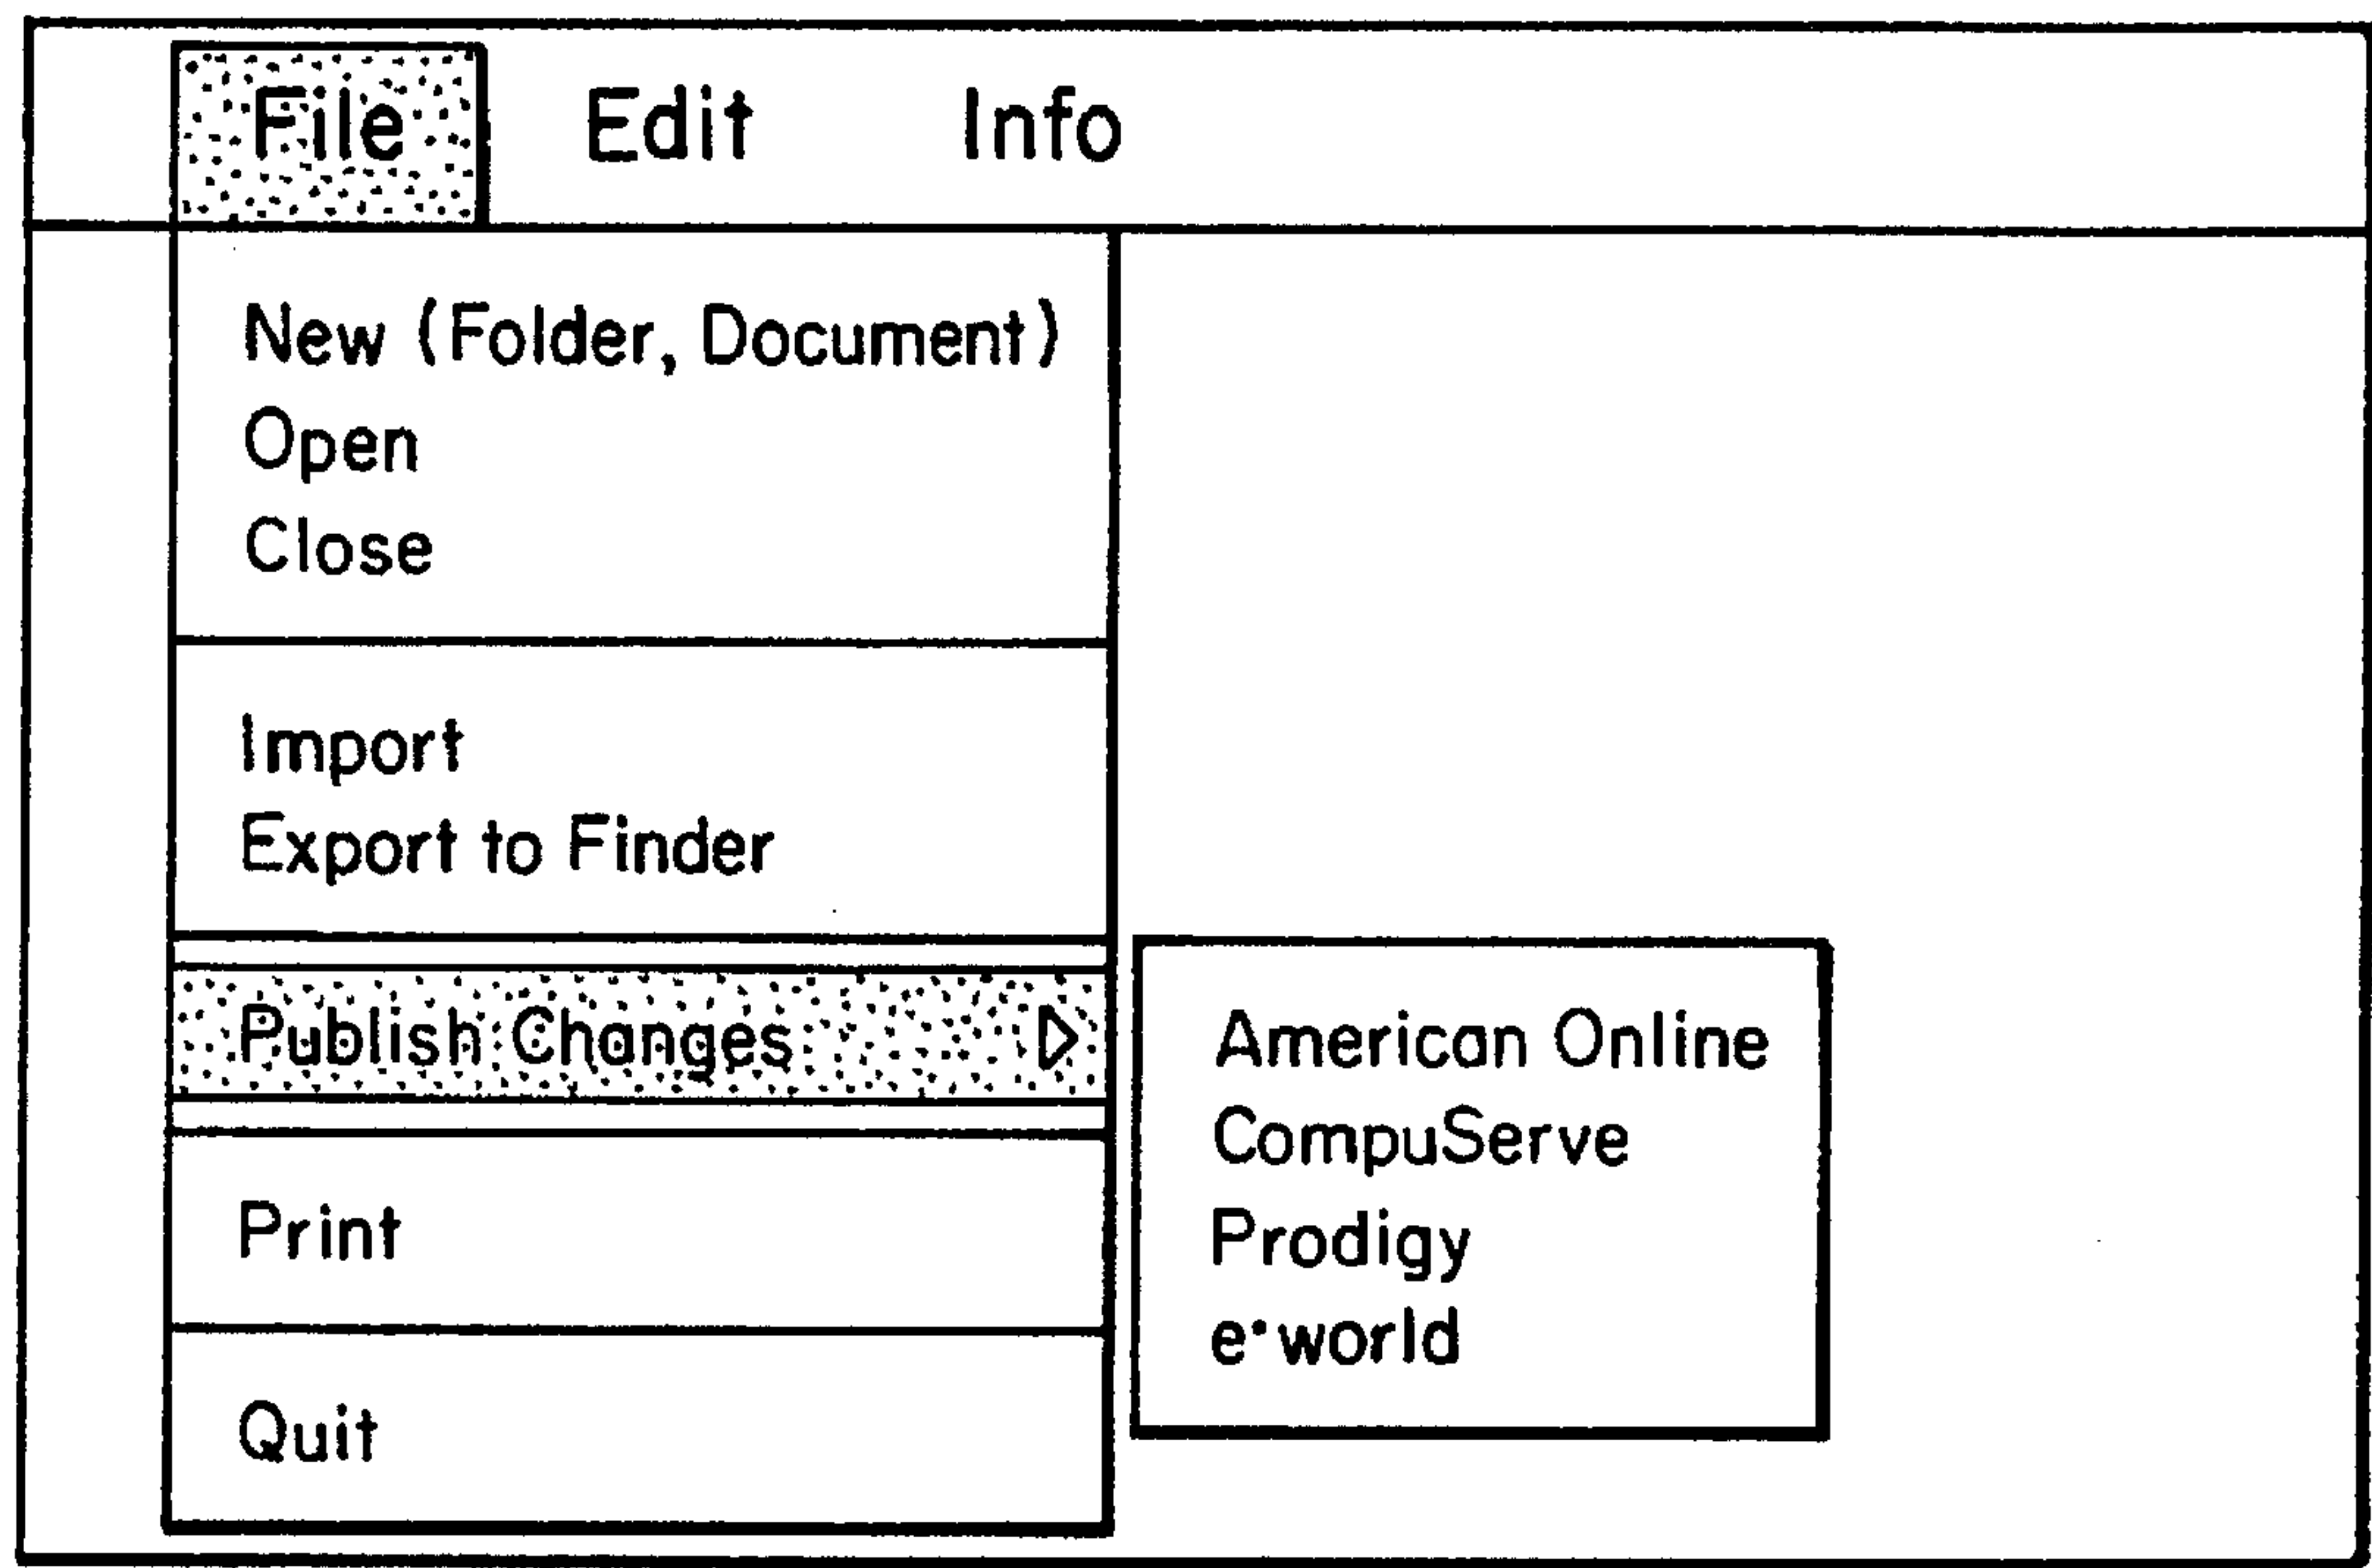 File Edit Info
New (Folder, Document)
Open
Close
Import
Export to Finder
Publish Changes
American Online
CompuServe
Prodigy
e•world
Print
Quit